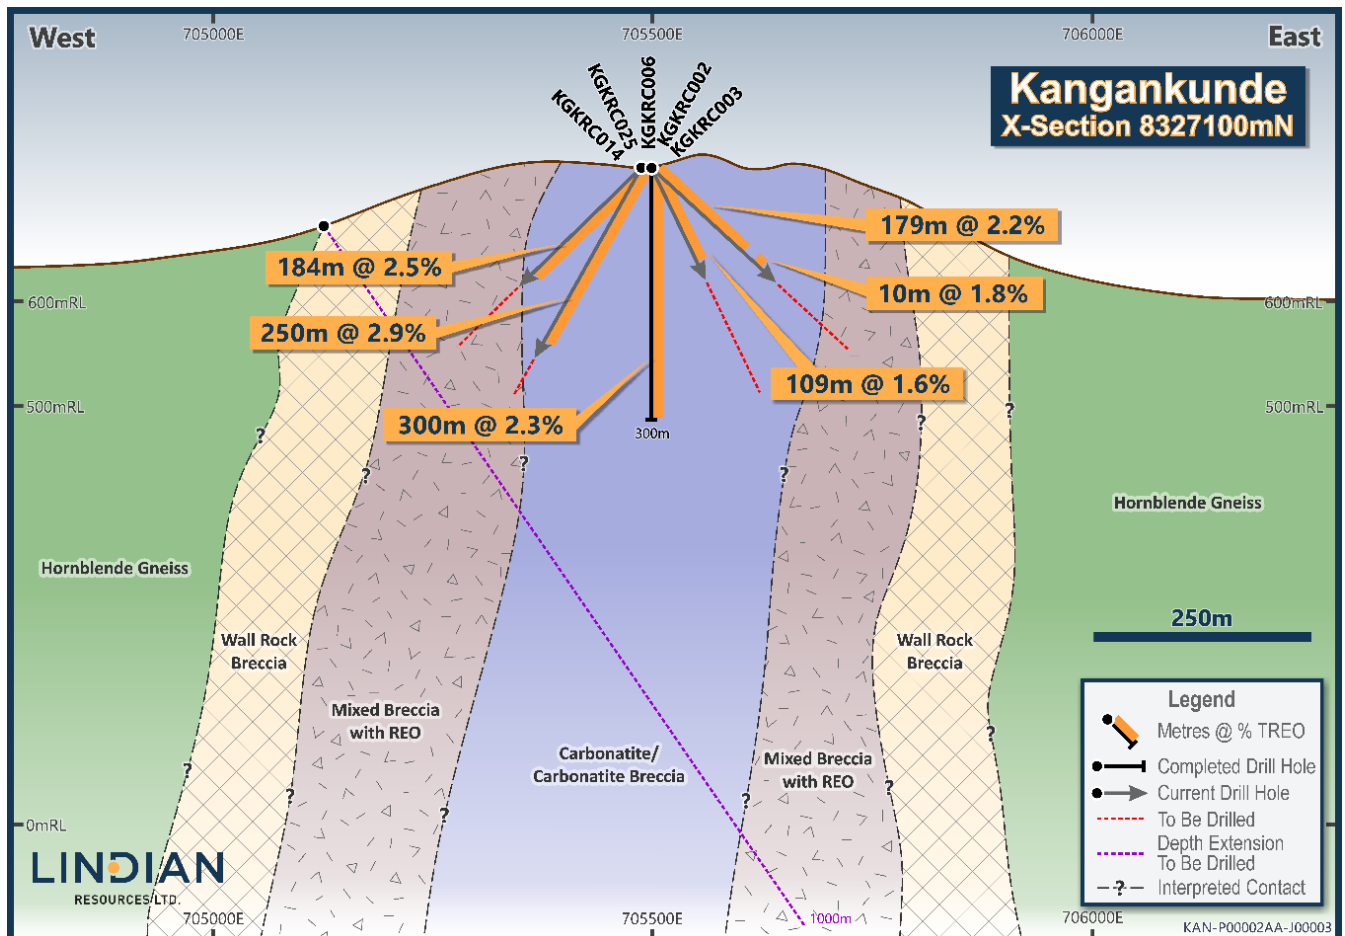 West
705000E
705500E
706000E
East
Kangankunde
X-Section 8327100mN
KGKRC014
KGKRC025
KGKRC006
KGKRC002
KGKRC003
179m @ 2.2%
184m @ 2.5%
10m @ 1.8%
600mRL
600mRL
250m @ 2.9%
109m @ 1.6%
500mRL
500mRL
300m @ 2.3%
300m
?
?
?
?
?
?
Hornblende Gneiss
Hornblende Gneiss
250m
Wall Rock
Breccia
Wall Rock
Breccia
Mixed Breccia
with REO
Carbonatite/
Carbonatite Breccia
Mixed Breccia
with REO
?
?
?
?
?
?
Legend
Metres @ % TREO
Completed Drill Hole
Current Drill Hole
To Be Drilled
Depth Extension
To Be Drilled
?
Interpreted Contact
0mRL
LINDIAN
RESOURCES LTD.
705000E
705500E
1000m
706000E
KAN-P00002AA-J00003